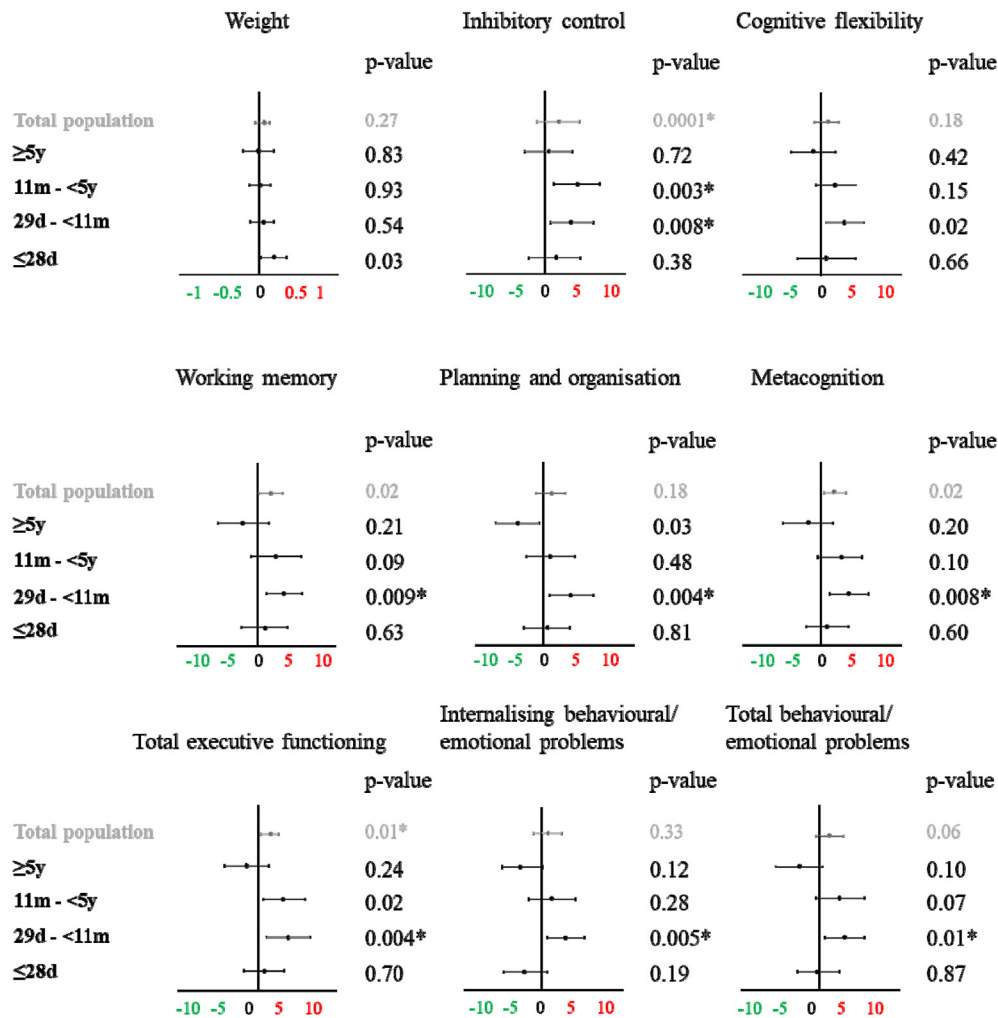 Weight Inhibitory control Cognitive flexibility
p-value p-value p-value
Total population 0.27 0.0001* 0.18
≥5y 0.83 0.72 0.42
11m - <5y 0.93 0.003* 0.15
29d - <11m 0.54 0.008* 0.02
≤28d 0.03 0.38 0.66
-1 -0.5 0 0.5 1 -10 -5 0 5 10 -10 -5 0 5 10
Working memory Planning and organisation Metacognition
p-value p-value p-value
Total population 0.02 0.18 0.02
≥5y 0.21 0.03 0.20
11m - <5y 0.09 0.48 0.10
29d - <11m 0.009* 0.004* 0.008*
≤28d 0.63 0.81 0.60
-10 -5 0 5 10 -10 -5 0 5 10 -10 -5 0 5 10
Internalising behavioural/ Total behavioural/
Total executive functioning emotional problems emotional problems
p-value p-value p-value
Total population 0.01* 0.33 0.06
≥5y 0.24 0.12 0.10
11m - <5y 0.02 0.28 0.07
29d - <11m 0.004* 0.005* 0.01*
≤28d 0.70 0.19 0.87
-10 -5 0 5 10 -10 -5 0 5 10 -10 -5 0 5 10